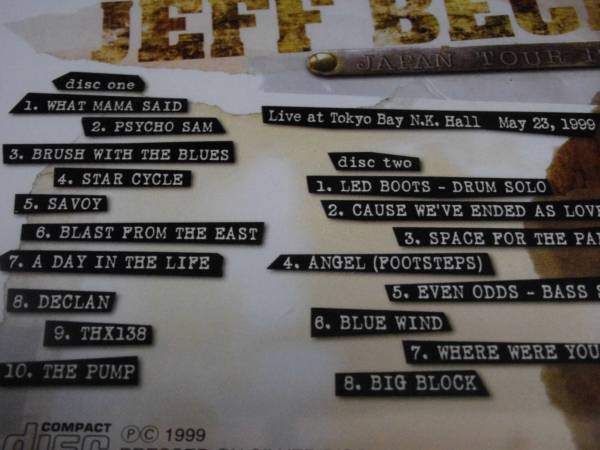 JEFF BEC
JAPAN TOUR
disc one
1. WHAT MAMA SAID
2. PSYCHO SAM
3. BRUSH WITH THE BLUES
4. STAR CYCLE
5. SAVOY
6. BLAST FROM THE EAST
7. A DAY IN THE LIFE
8. DECLAN
9. THX138
10. THE PUMP
Live at Tokyo Bay N.K. Hall May 23, 1999
disc two
1. LED BOOTS - DRUM SOLO
2. CAUSE WE'VE ENDED AS LOVE
3. SPACE FOR THE PA
4. ANGEL (FOOTSTEPS)
5. EVEN ODDS - BASS S
6. BLUE WIND
7. WHERE WERE YOU
8. BIG BLOCK
COMPACT
disc
ⓅⒸ 1999